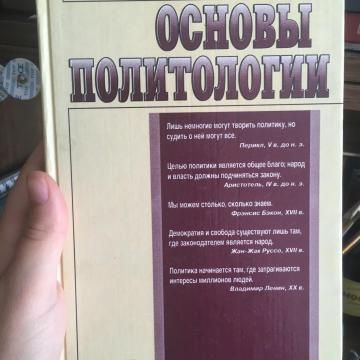 ОСНОВЫ
ПОЛИТОЛОГИИ
Лишь немногие могут творить политику, но
судить о ней могут все.
Перикл, V в. до н. э.
Целью политики является общее благо; народ
и власть должны подчиняться закону.
Аристотель, IV в. до н. э.
Мы можем столько, сколько знаем.
Фрэнсис Бэкон, XVII в.
Демократия и свобода существуют лишь там,
где законодателем является народ.
Жан-Жак Руссо, XVII в.
Политика начинается там, где затрагиваются
интересы миллионов людей.
Владимир Ленин, XX в.